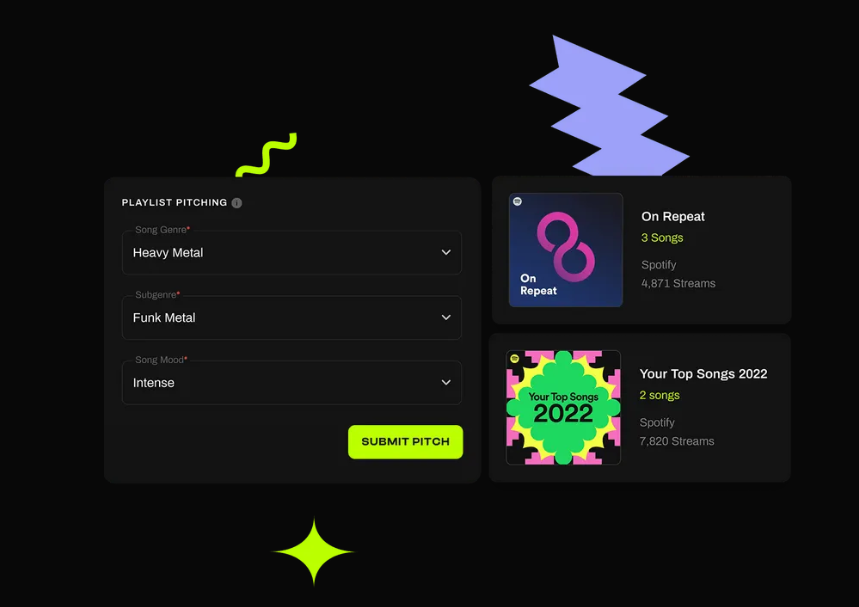 PLAYLIST PITCHING
Song Genre*
Heavy Metal
Subgenre*
Funk Metal
Song Mood*
Intense
SUBMIT PITCH
On
Repeat
On Repeat
3 Songs
Spotify
4,871 Streams
Your Top Songs
2022
Your Top Songs 2022
2 songs
Spotify
7,820 Streams